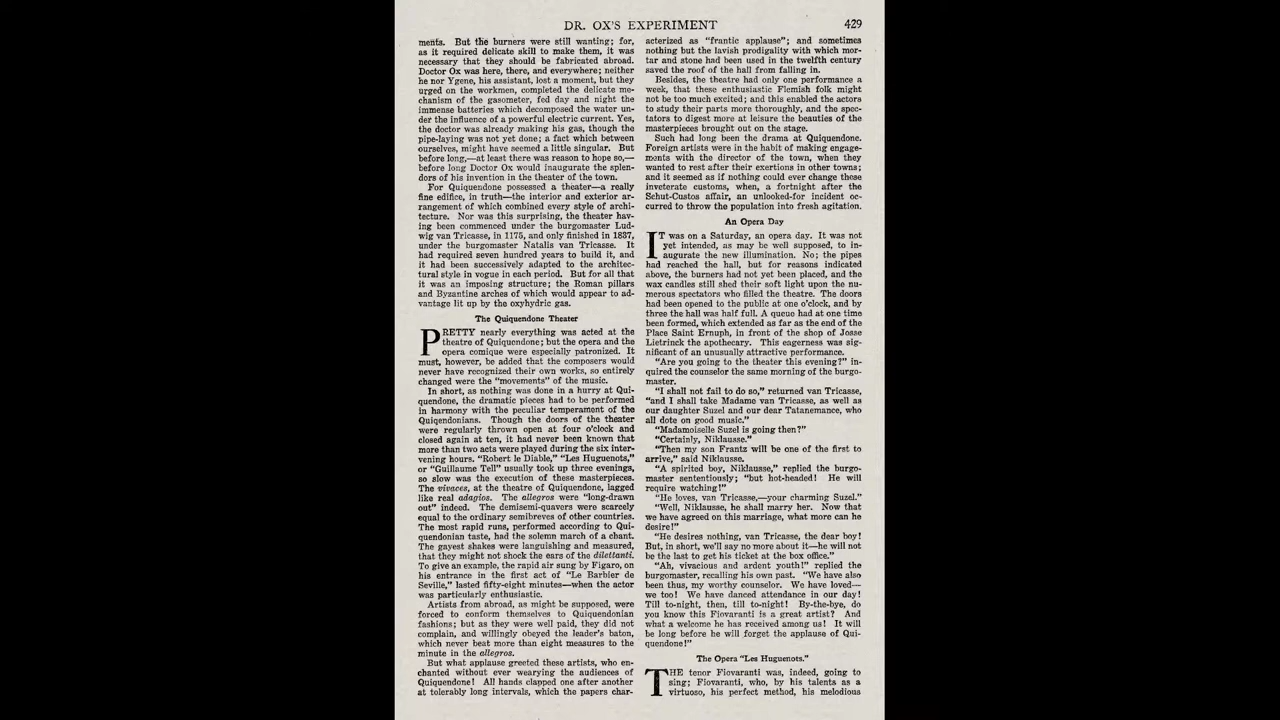 DR. OX'S EXPERIMENT
429
ments. But the burners were still wanting; for,
as it required delicate skill to make them, it was
necessary that they should be fabricated abroad.
Doctor Ox was here, there, and everywhere; neither
he nor Ygene, his assistant, lost a moment, but they
urged on the workmen, completed the delicate me-
chanism of the gasometer, fed day and night the
immense batteries which decomposed the water un-
der the influence of a powerful electric current. Yes,
the doctor was already making his gas, though the
pipe-laying was not yet done; a fact which between
ourselves, might have seemed a little singular. But
before long,—at least there was reason to hope so,—
before long Doctor Ox would inaugurate the splen-
dors of his invention in the theater of the town.
For Quiquendone possessed a theater—a really
fine edifice, in truth—the interior and exterior ar-
rangement of which combined every style of archi-
tecture. Nor was this surprising, the theater hav-
ing been commenced under the burgomaster Lud-
wig van Tricasse, in 1175, and only finished in 1837,
under the burgomaster Natalis van Tricasse. It
had required seven hundred years to build it, and
it had been successively adapted to the architec-
tural style in vogue in each period. But for all that
it was an imposing structure; the Roman pillars
and Byzantine arches of which would appear to ad-
vantage lit up by the oxyhydric gas.
The Quiquendone Theater
PRETTY nearly everything was acted at the
theatre of Quiquendone; but the opera and the
opera comique were especially patronized. It
must, however, be added that the composers would
never have recognized their own works, so entirely
changed were the "movements" of the music.
In short, as nothing was done in a hurry at Qui-
quendone, the dramatic pieces had to be performed
in harmony with the peculiar temperament of the
Qiquendonians. Though the doors of the theater
were regularly thrown open at four o'clock and
closed again at ten, it had never been known that
more than two acts were played during the six inter-
vening hours. "Robert le Diable," "Les Huguenots,"
or "Guillaume Tell" usually took up three evenings,
so slow was the execution of these masterpieces.
The vivaces, at the theatre of Quiquendone, lagged
like real adagios. The allegros were "long-drawn
out" indeed. The demisemi-quavers were scarcely
equal to the ordinary semibreves of other countries.
The most rapid runs, performed according to Qui-
quendonian taste, had the solemn march of a chant.
The gayest shakes were languishing and measured,
that they might not shock the ears of the dilettanti.
To give an example, the rapid air sung by Figaro, on
his entrance in the first act of "Le Barbier de
Seville," lasted fifty-eight minutes—when the actor
was particularly enthusiastic.
Artists from abroad, as might be supposed, were
forced to conform themselves to Quiquendonian
fashions; but as they were well paid, they did not
complain, and willingly obeyed the leader's baton,
which never beat more than eight measures to the
minute in the allegros.
But what applause greeted these artists, who en-
chanted without ever wearying the audiences of
Quiquendone! All hands clapped one after another
at tolerably long intervals, which the papers char-
acterized as "frantic applause"; and sometimes
nothing but the lavish prodigality with which mor-
tar and stone had been used in the twelfth century
saved the roof of the hall from falling in.
Besides, the theatre had only one performance a
week, that these enthusiastic Flemish folk might
not be too much excited; and this enabled the actors
to study their parts more thoroughly, and the spec-
tators to digest more at leisure the beauties of the
masterpieces brought out on the stage.
Such had long been the drama at Quiquendone.
Foreign artists were in the habit of making engage-
ments with the director of the town, when they
wanted to rest after their exertions in other towns;
and it seemed as if nothing could ever change these
inveterate customs, when, a fortnight after the
Schut-Custos affair, an unlooked-for incident oc-
curred to throw the population into fresh agitation.
An Opera Day
IT was on a Saturday, an opera day. It was not
yet intended, as may be well supposed, to in-
augurate the new illumination. No; the pipes
had reached the hall, but for reasons indicated
above, the burners had not yet been placed, and the
wax candles still shed their soft light upon the nu-
merous spectators who filled the theatre. The doors
had been opened to the public at one o'clock, and by
three the hall was half full. A queue had at one time
been formed, which extended as far as the end of the
Place Saint Ernuph, in front of the shop of Josse
Lietrinck the apothecary. This eagerness was sig-
nificant of an unusually attractive performance.
"Are you going to the theater this evening?" in-
quired the counselor the same morning of the burgo-
master.
"I shall not fail to do so," returned van Tricasse,
"and I shall take Madame van Tricasse, as well as
our daughter Suzel and our dear Tatanemance, who
all dote on good music."
"Madamoiselle Suzel is going then?"
"Certainly, Niklausse."
"Then my son Frantz will be one of the first to
arrive," said Niklausse.
"A spirited boy, Niklausse," replied the burgo-
master sententiously; "but hot-headed! He will
require watching!"
"He loves, van Tricasse,—your charming Suzel."
"Well, Niklausse, he shall marry her. Now that
we have agreed on this marriage, what more can he
desire!"
"He desires nothing, van Tricasse, the dear boy!
But, in short, we'll say no more about it—he will not
be the last to get his ticket at the box office."
"Ah, vivacious and ardent youth!" replied the
burgomaster, recalling his own past. "We have also
been thus, my worthy counselor. We have loved—
we too! We have danced attendance in our day!
Till to-night, then, till to-night! By-the-bye, do
you know this Fiovaranti is a great artist? And
what a welcome he has received among us! It will
be long before he will forget the applause of Qui-
quendone!"
The Opera "Les Huguenots."
THE tenor Fiovaranti was, indeed, going to
sing; Fiovaranti, who, by his talents as a
virtuoso, his perfect method, his melodious